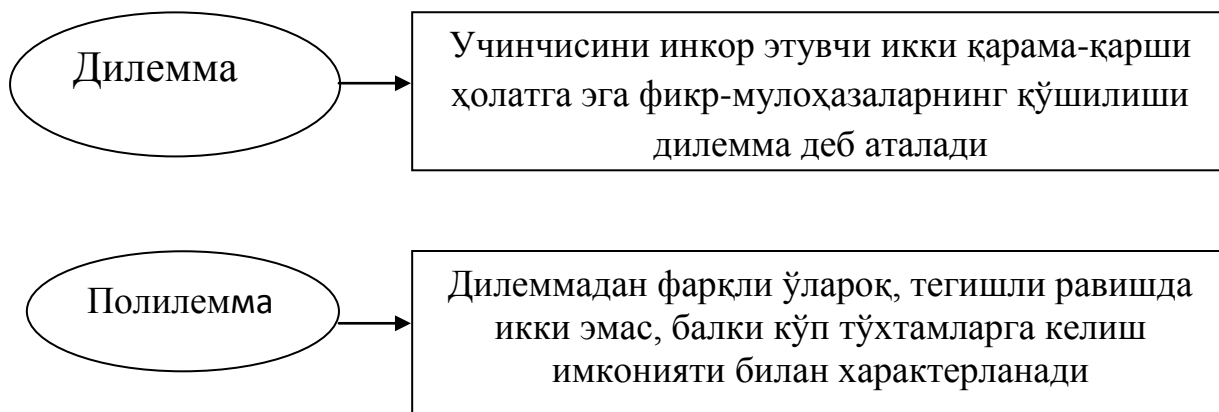 Дилемма
Учинчисини инкор этувчи икки қарама-қарши
ҳолатга эга фикр-мулоҳазаларнинг қўшилиши
дилемма деб аталади
Полилемма
Дилеммадан фарқли ўлароқ, тегишли равишда
икки эмас, балки кўп тўхтамларга келиш
имконияти билан характерланади